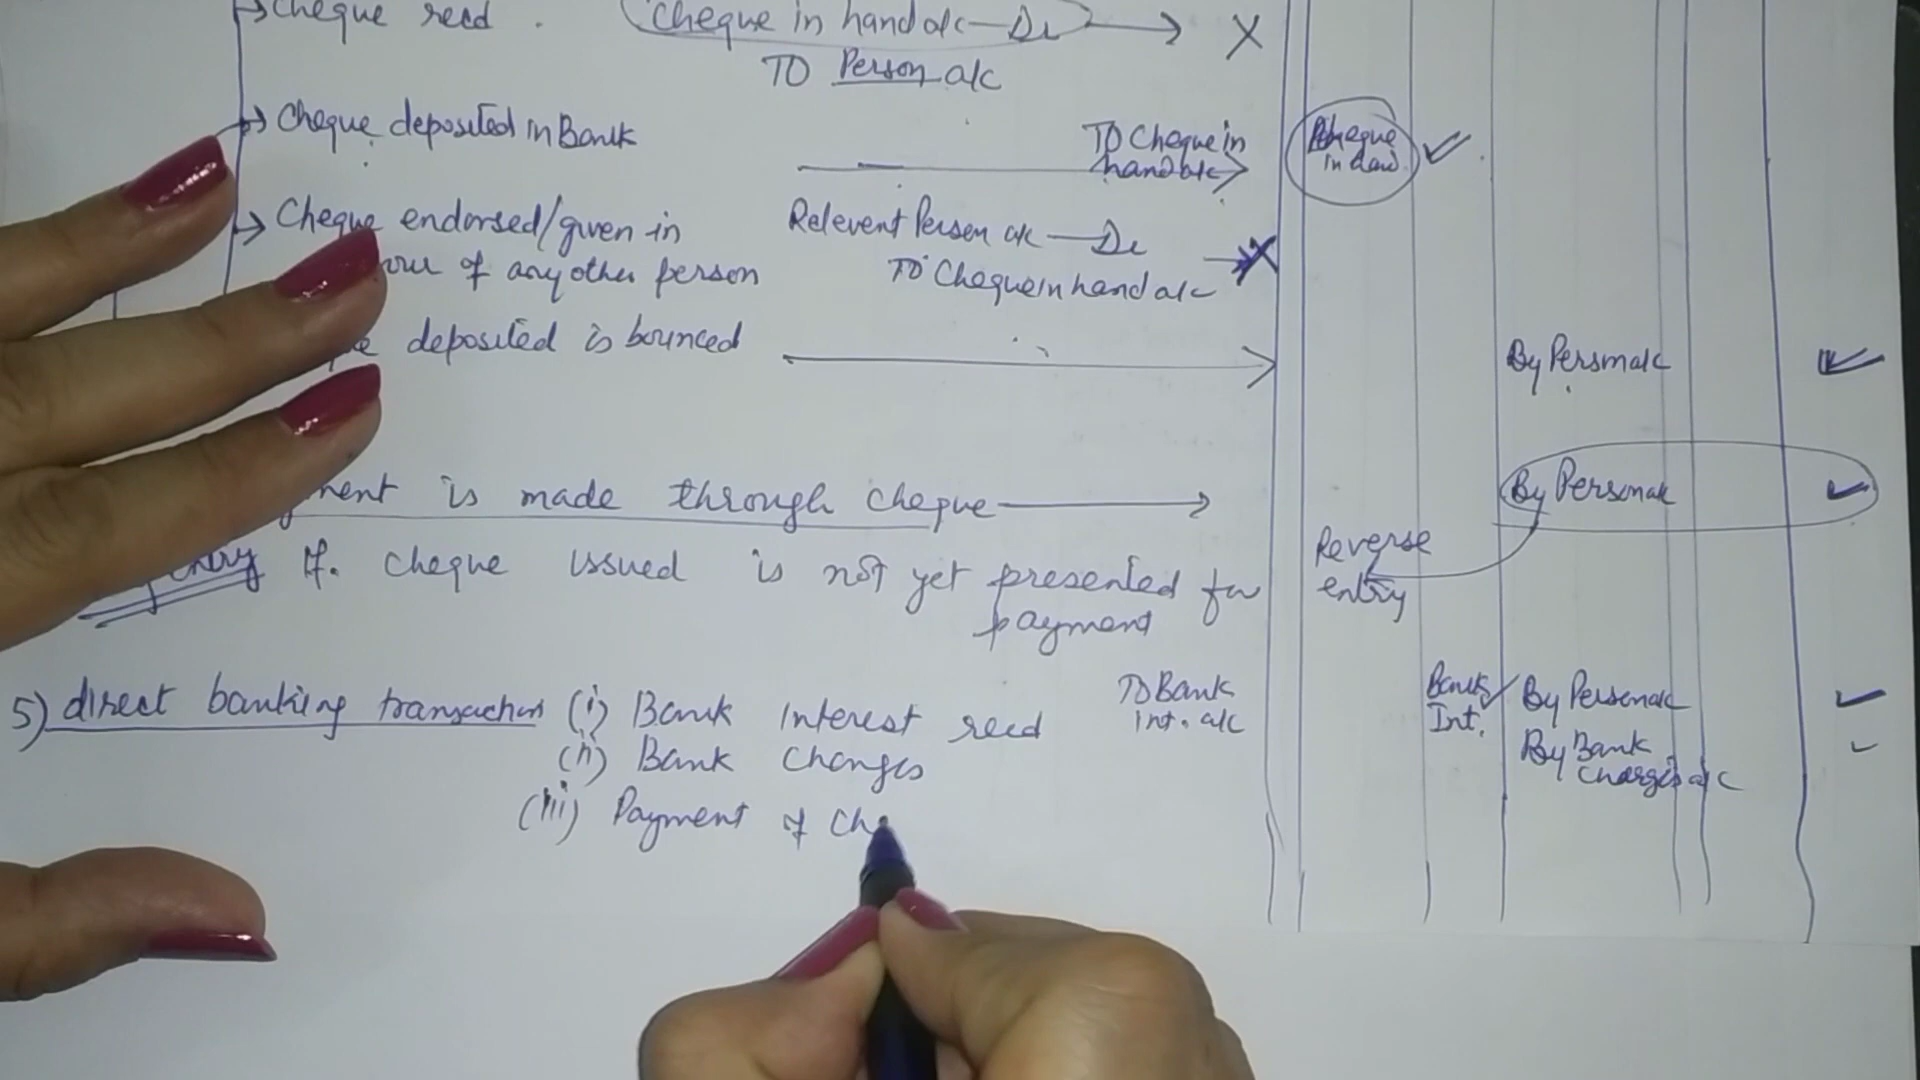 Cheque recd. Cheque in hand a/c — Dr X
TO Person a/c
Cheque deposited in Bank TO Cheque in hand a/c
Cheque endorsed/given in Relevent Person a/c — Dr X
of any other person TO Cheque in hand a/c
deposited is bounced By Person a/c
is made through cheque By Person a/c
Reverse entry
If cheque issued is not yet presented for
payment
5) direct banking transaction (i) Bank Interest recd TO Bank int. a/c Bank Int. By Person a/c
(ii) Bank Charges By Bank Charges a/c
(iii) Payment of Ch